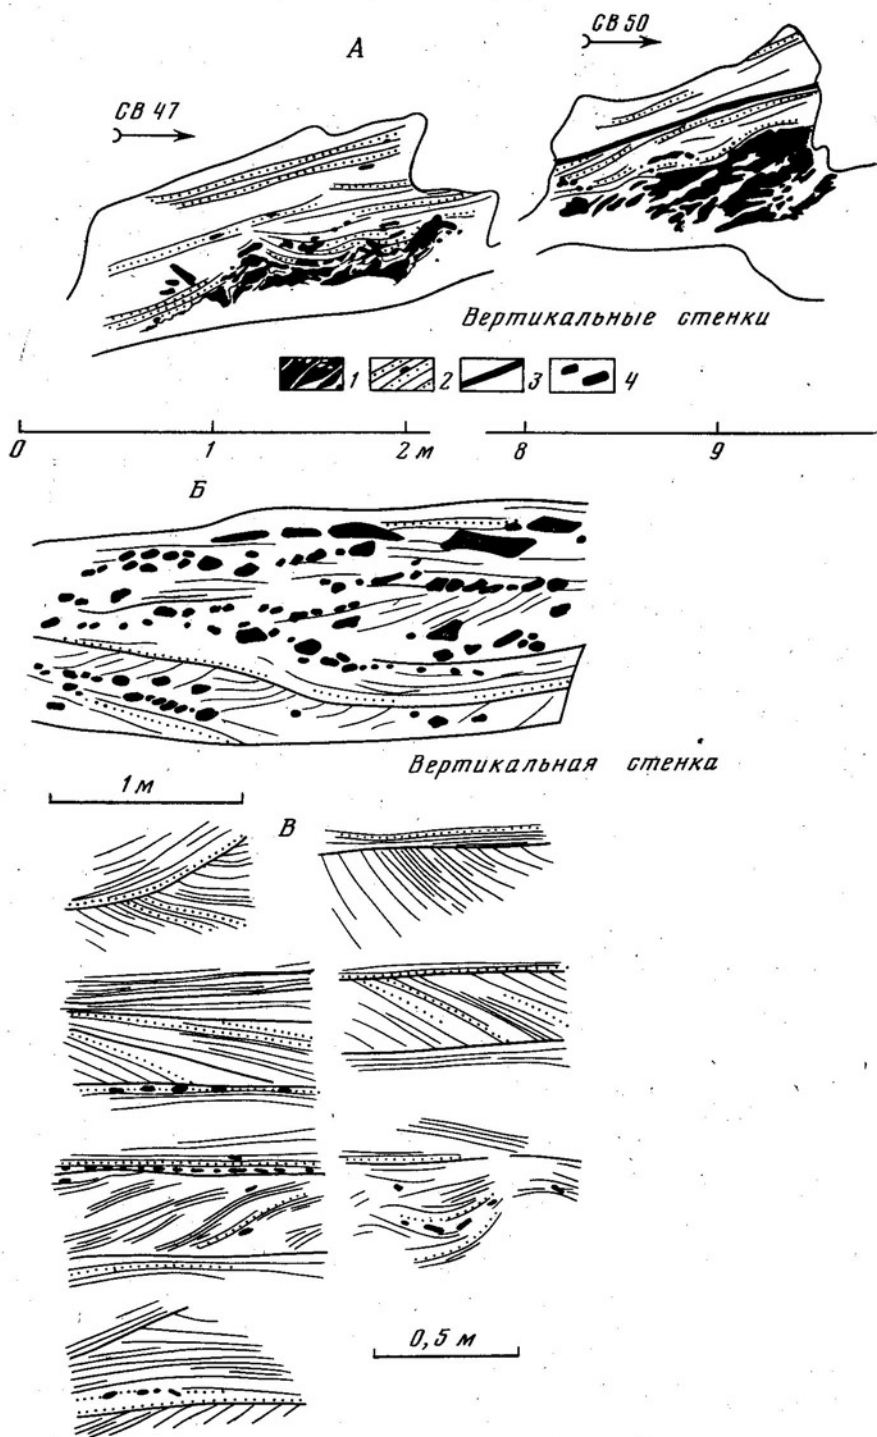 А
СВ 47
СВ 50
Вертикальные стенки
1 2 3 4
0 1 2 м 8 9
Б
Вертикальная стенка
1 м
В
0,5 м